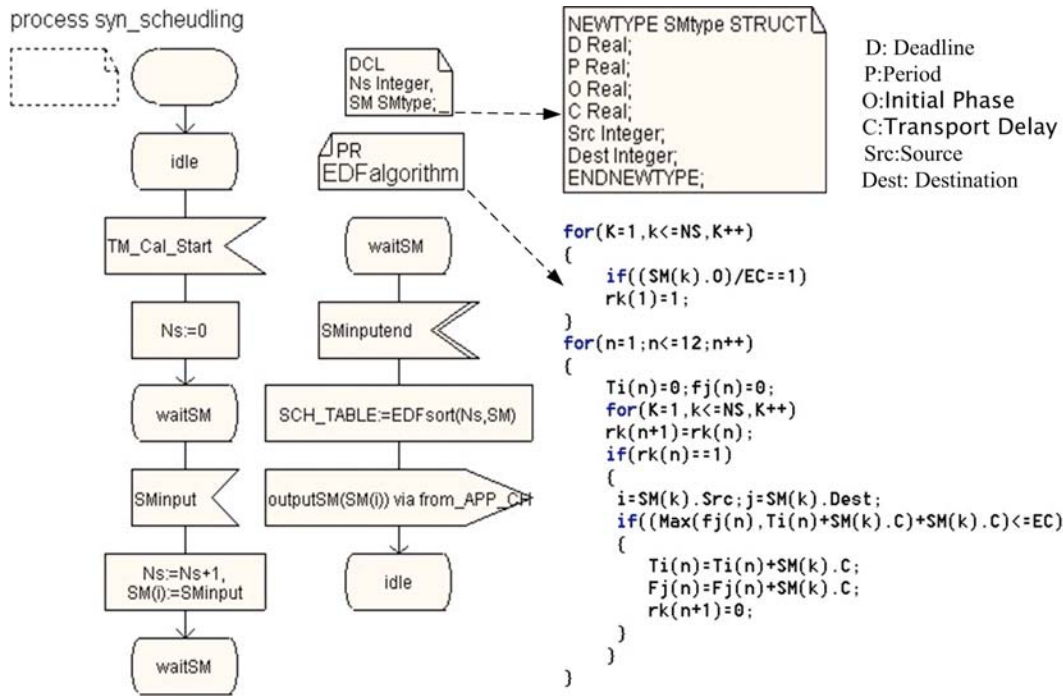 process syn_scheudling
idle
TM_Cal_Start
Ns:=0
waitSM
SMinput
Ns:=Ns+1,
SM(i):=SMinput
waitSM
DCL
Ns Integer,
SM SMtype;_
PR
EDFalgorithm
waitSM
SMinputend
SCH_TABLE:=EDFsort(Ns,SM)
outputSM(SM(i)) via from_APP_CH
idle
NEWTYPE SMtype STRUCT
D Real;
P Real;
O Real;
C Real;
Src Integer;
Dest Integer;
ENDNEWTYPE;
D: Deadline
P:Period
O:Initial Phase
C:Transport Delay
Src:Source
Dest: Destination
for(K=1,k<=NS,K++)
{
if((SM(k).O)/EC==1)
rk(1)=1;
}
for(n=1;n<=12;n++)
{
Ti(n)=0;fj(n)=0;
for(K=1,k<=NS,K++)
rk(n+1)=rk(n);
if(rk(n)==1)
{
i=SM(k).Src;j=SM(k).Dest;
if((Max(fj(n),Ti(n)+SM(k).C)+SM(k).C)<=EC)
{
Ti(n)=Ti(n)+SM(k).C;
Fj(n)=Fj(n)+SM(k).C;
rk(n+1)=0;
}
}
}